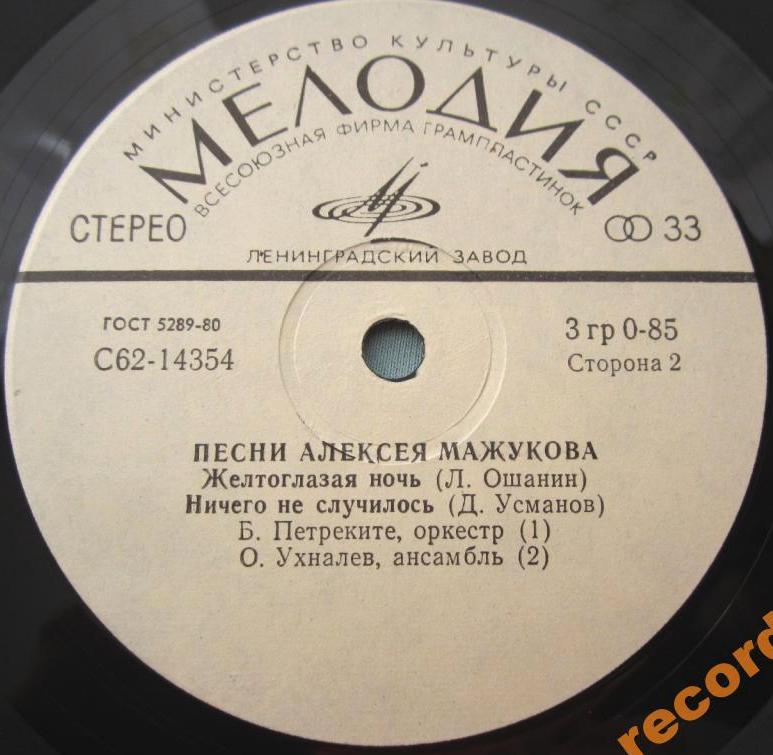 МИНИСТЕРСТВО КУЛЬТУРЫ СССР
МЕЛОДИЯ
ВСЕСОЮЗНАЯ ФИРМА ГРАМПЛАСТИНОК
СТЕРЕО
33
ЛЕНИНГРАДСКИЙ ЗАВОД
ГОСТ 5289-80
3 гр 0-85
С62-14354
Сторона 2
ПЕСНИ АЛЕКСЕЯ МАЖУКОВА
Желтоглазая ночь (Л. Ошанин)
Ничего не случилось (Д. Усманов)
Б. Петреките, оркестр (1)
О. Ухналев, ансамбль (2)
record